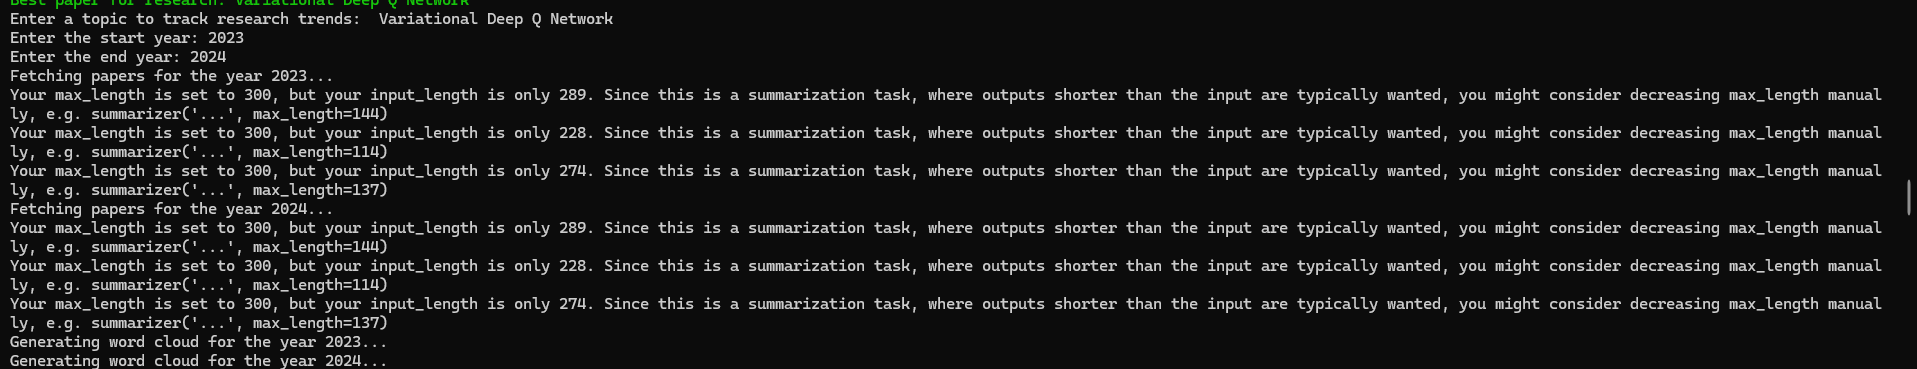 Best paper for research: Variational Deep Q Network
Enter a topic to track research trends:  Variational Deep Q Network
Enter the start year: 2023
Enter the end year: 2024
Fetching papers for the year 2023...
Your max_length is set to 300, but your input_length is only 289. Since this is a summarization task, where outputs shorter than the input are typically wanted, you might consider decreasing max_length manual
ly, e.g. summarizer('...', max_length=144)
Your max_length is set to 300, but your input_length is only 228. Since this is a summarization task, where outputs shorter than the input are typically wanted, you might consider decreasing max_length manual
ly, e.g. summarizer('...', max_length=114)
Your max_length is set to 300, but your input_length is only 274. Since this is a summarization task, where outputs shorter than the input are typically wanted, you might consider decreasing max_length manual
ly, e.g. summarizer('...', max_length=137)
Fetching papers for the year 2024...
Your max_length is set to 300, but your input_length is only 289. Since this is a summarization task, where outputs shorter than the input are typically wanted, you might consider decreasing max_length manual
ly, e.g. summarizer('...', max_length=144)
Your max_length is set to 300, but your input_length is only 228. Since this is a summarization task, where outputs shorter than the input are typically wanted, you might consider decreasing max_length manual
ly, e.g. summarizer('...', max_length=114)
Your max_length is set to 300, but your input_length is only 274. Since this is a summarization task, where outputs shorter than the input are typically wanted, you might consider decreasing max_length manual
ly, e.g. summarizer('...', max_length=137)
Generating word cloud for the year 2023...
Generating word cloud for the year 2024...